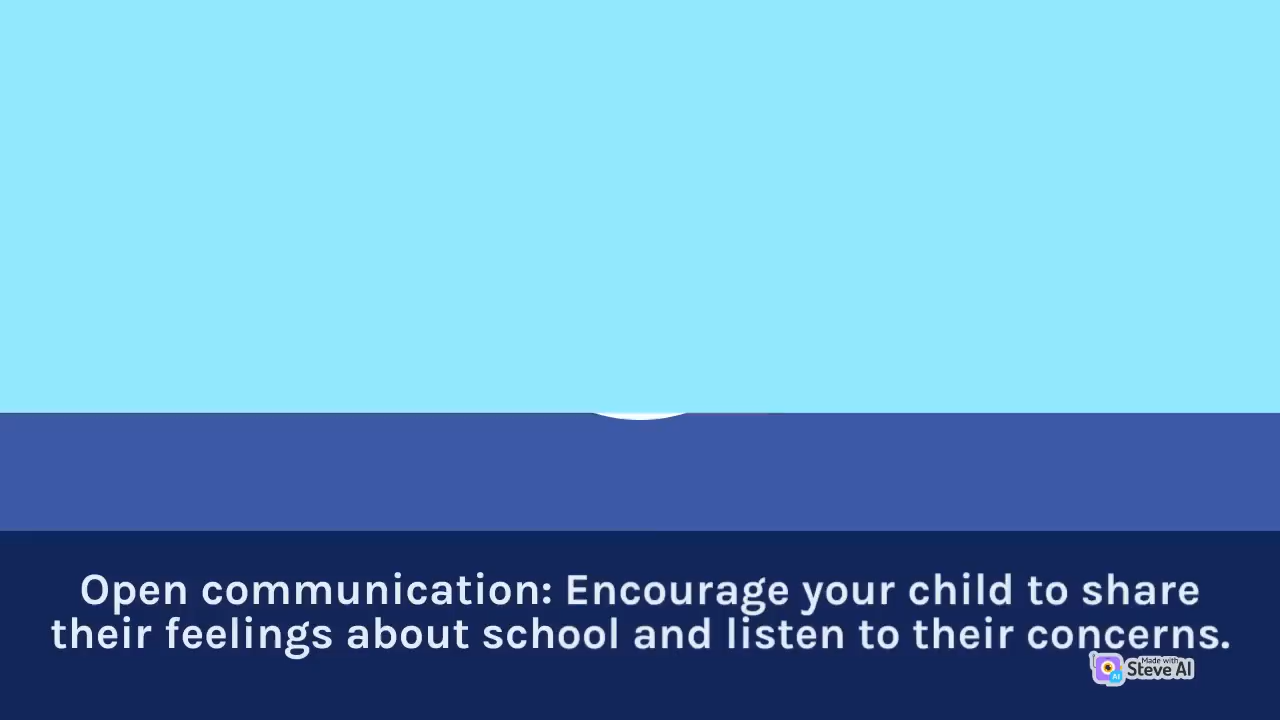 Open communication: Encourage your child to share
their feelings about school and listen to their concerns.
Made with
Steve AI
AI